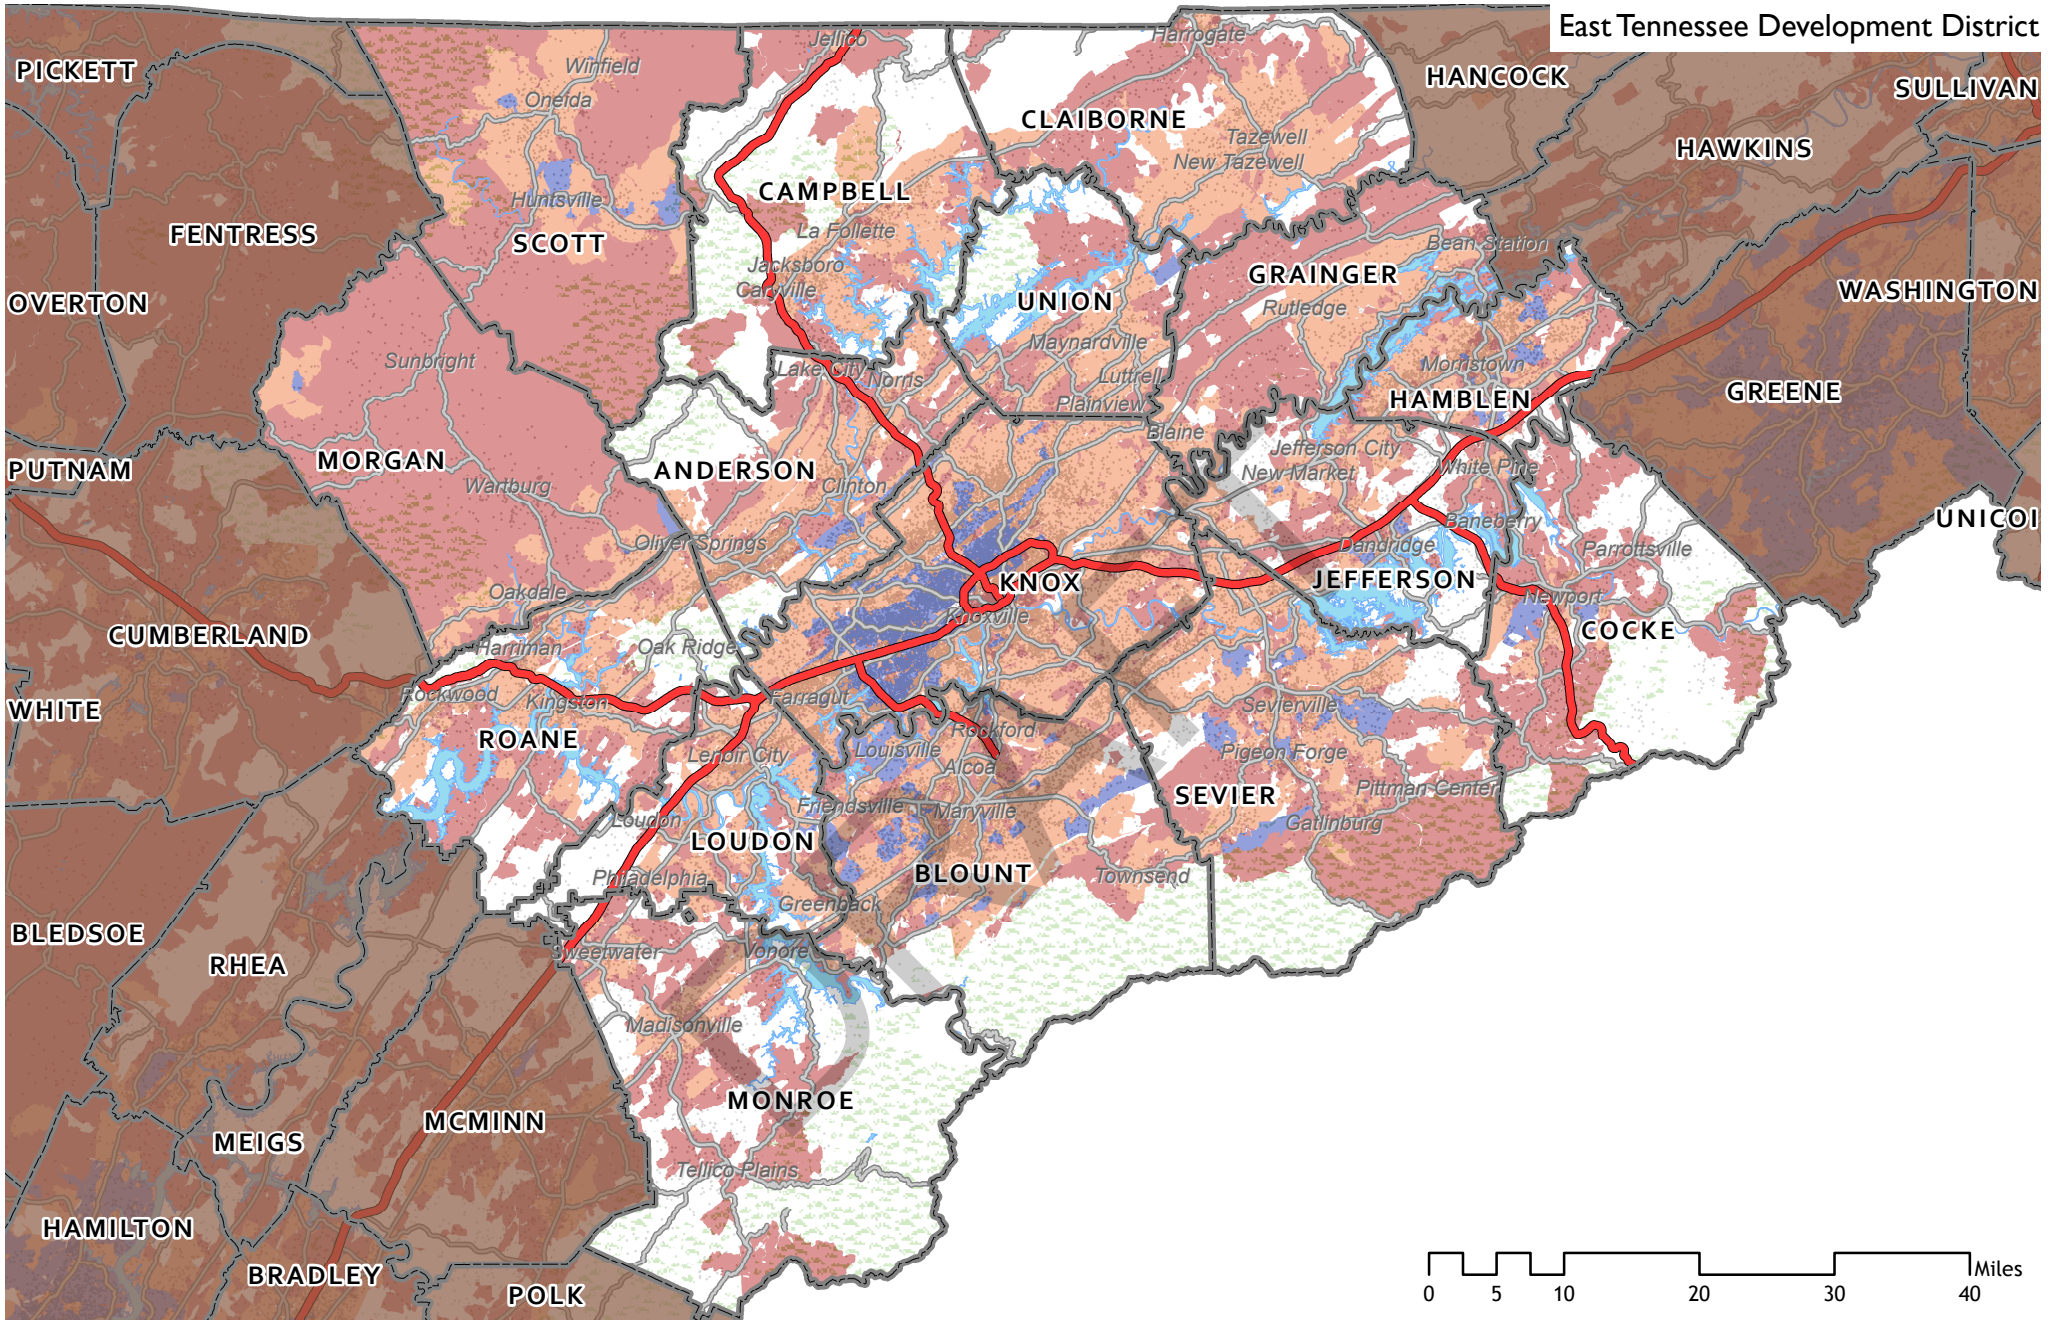 East Tennessee Development District
PICKETT
Winfield
Jellico
Harrogate
HANCOCK
SULLIVAN
Oneida
CLAIBORNE
Tazewell
New Tazewell
HAWKINS
FENTRESS
Huntsville
SCOTT
CAMPBELL
La Follette
Jacksboro
Caryville
Bean Station
GRAINGER
Rutledge
UNION
OVERTON
WASHINGTON
Sunbright
Maynardville
Lake City
Norris
Luttrell
Plainview
Morristown
HAMBLEN
GREENE
PUTNAM
MORGAN
Wartburg
ANDERSON
Clinton
Blaine
Jefferson City
New Market
White Pine
UNICOI
Oliver Springs
Baneberry
Dandridge
Parrottsville
KNOX
Knoxville
JEFFERSON
Newport
COCKE
Oakdale
CUMBERLAND
Harriman
Oak Ridge
WHITE
Rockwood
Kingston
Farragut
ROANE
Lenoir City
Louisville
Rockford
Alcoa
Sevierville
Pigeon Forge
Pittman Center
SEVIER
Gatlinburg
Friendsville
Maryville
Loudon
LOUDON
BLOUNT
Townsend
Philadelphia
Greenback
BLEDSOE
RHEA
Sweetwater
Vonore
Madisonville
MONROE
MCMINN
MEIGS
Tellico Plains
HAMILTON
BRADLEY
POLK
DRAFT
Miles
0 5 10 20 30 40